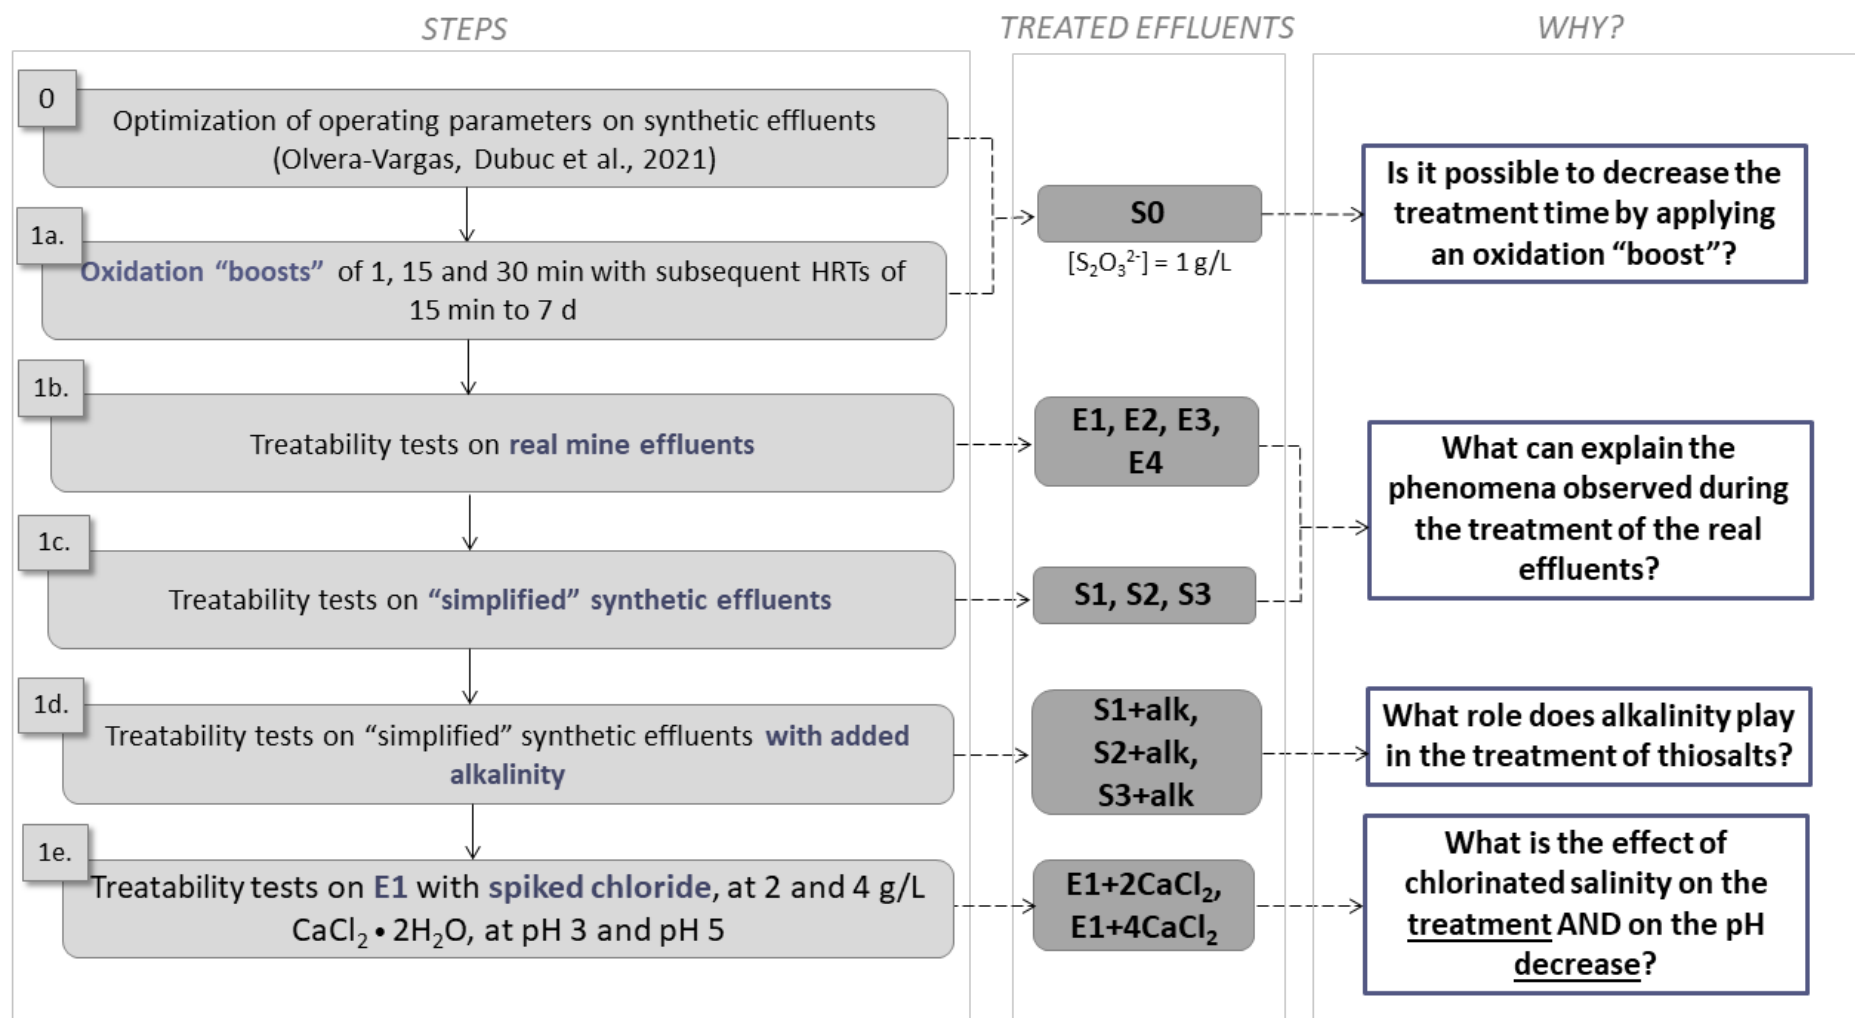 STEPS
TREATED EFFLUENTS
WHY?
0
Optimization of operating parameters on synthetic effluents
(Olvera-Vargas, Dubuc et al., 2021)
1a.
Oxidation “boosts” of 1, 15 and 30 min with subsequent HRTs of
15 min to 7 d
S0
[S₂O₃²⁻] = 1 g/L
Is it possible to decrease the
treatment time by applying
an oxidation “boost”?
1b.
Treatability tests on real mine effluents
E1, E2, E3,
E4
1c.
Treatability tests on “simplified” synthetic effluents
S1, S2, S3
What can explain the
phenomena observed during
the treatment of the real
effluents?
1d.
Treatability tests on “simplified” synthetic effluents with added
alkalinity
S1+alk,
S2+alk,
S3+alk
What role does alkalinity play
in the treatment of thiosalts?
1e.
Treatability tests on E1 with spiked chloride, at 2 and 4 g/L
CaCl₂ • 2H₂O, at pH 3 and pH 5
E1+2CaCl₂,
E1+4CaCl₂
What is the effect of
chlorinated salinity on the
treatment AND on the pH
decrease?